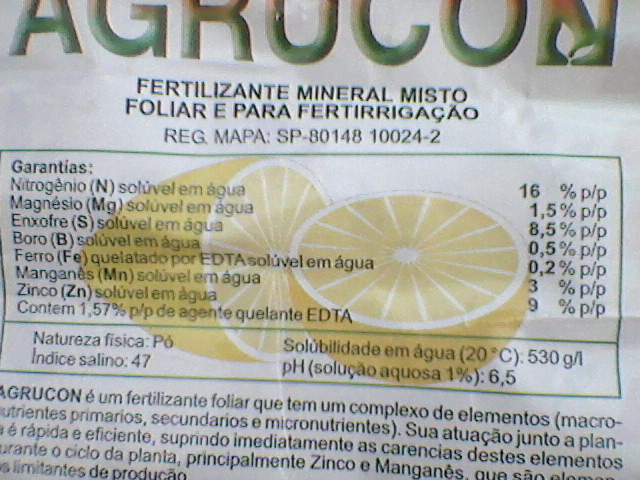 AGRUCON
FERTILIZANTE MINERAL MISTO
FOLIAR E PARA FERTIRRIGAÇÃO
REG. MAPA: SP-80148 10024-2
Garantias:
Nitrogênio (N) solúvel em água 16 % p/p
Magnésio (Mg) solúvel em água 1,5 % p/p
Enxofre (S) solúvel em água 8,5 % p/p
Boro (B) solúvel em água 0,5 % p/p
Ferro (Fe) quelatado por EDTA solúvel em água 0,2 % p/p
Manganês (Mn) solúvel em água 3 % p/p
Zinco (Zn) solúvel em água 9 % p/p
Contem 1,57% p/p de agente quelante EDTA
Natureza física: Pó Solubilidade em água (20 °C): 530 g/l
Índice salino: 47 pH (solução aquosa 1%): 6,5
AGRUCON é um fertilizante foliar que tem um complexo de elementos (macro-
nutrientes primarios, secundarios e micronutrientes). Sua atuação junto a plan-
a é rápida e eficiente, suprindo imediatamente as carencias destes elementos
urante o ciclo da planta, principalmente Zinco e Manganês, que são
limitantes de produção